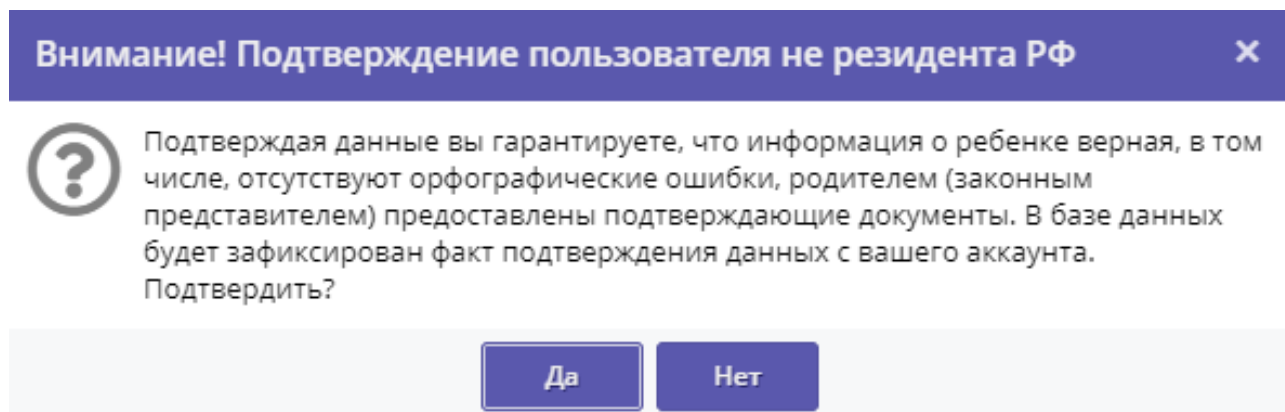 Внимание! Подтверждение пользователя не резидента РФ
Подтверждая данные вы гарантируете, что информация о ребенке верная, в том
числе, отсутствуют орфографические ошибки, родителем (законным
представителем) предоставлены подтверждающие документы. В базе данных
будет зафиксирован факт подтверждения данных с вашего аккаунта.
Подтвердить?
Да
Нет